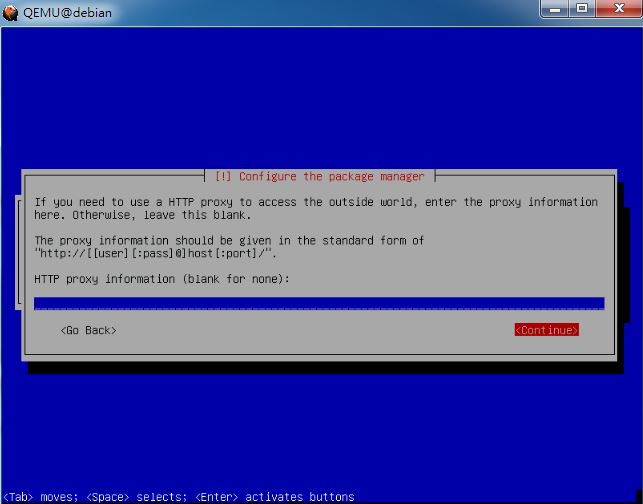 QEMU@debian
[!] Configure the package manager
If you need to use a HTTP proxy to access the outside world, enter the proxy information
here. Otherwise, leave this blank.
The proxy information should be given in the standard form of
"http://[[user][:pass]@]host[:port]/".
HTTP proxy information (blank for none):
<Go Back> <Continue>
<Tab> moves; <Space> selects; <Enter> activates buttons